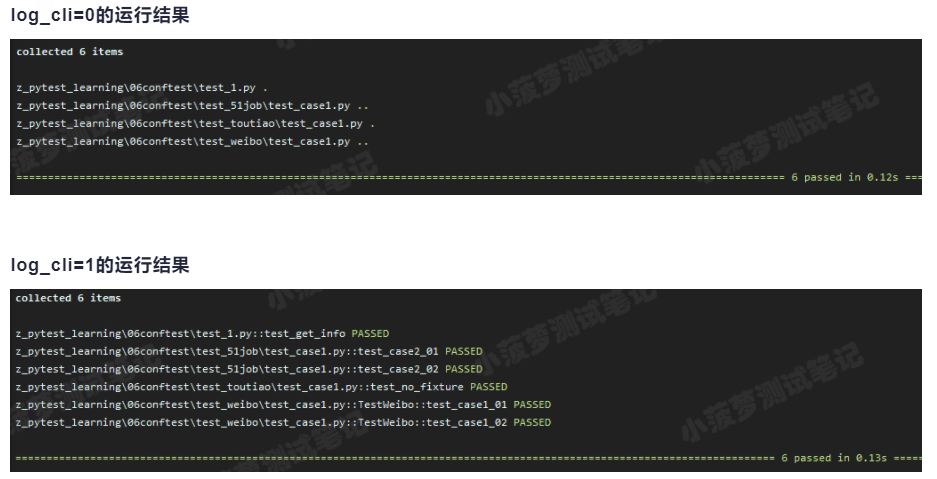 log_cli=0的运行结果
collected 6 items
z_pytest_learning\06conftest\test_1.py .
z_pytest_learning\06conftest\test_51job\test_case1.py ..
z_pytest_learning\06conftest\test_toutiao\test_case1.py .
z_pytest_learning\06conftest\test_weibo\test_case1.py ..
============================================================ 6 passed in 0.12s ===
小菠萝测试笔记
log_cli=1的运行结果
collected 6 items
z_pytest_learning\06conftest\test_1.py::test_get_info PASSED
z_pytest_learning\06conftest\test_51job\test_case1.py::test_case2_01 PASSED
z_pytest_learning\06conftest\test_51job\test_case1.py::test_case2_02 PASSED
z_pytest_learning\06conftest\test_toutiao\test_case1.py::test_no_fixture PASSED
z_pytest_learning\06conftest\test_weibo\test_case1.py::TestWeibo::test_case1_01 PASSED
z_pytest_learning\06conftest\test_weibo\test_case1.py::TestWeibo::test_case1_02 PASSED
============================================================ 6 passed in 0.13s =====
小菠萝测试笔记